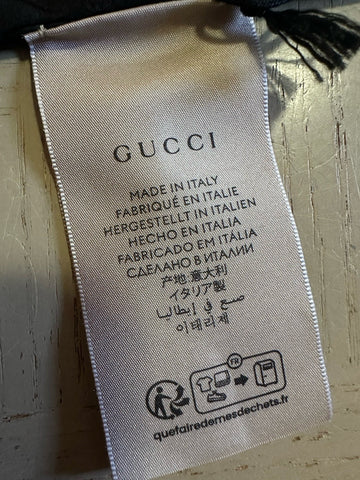 GUCCI
MADE IN ITALY
FABRIQUÉ EN ITALIE
HERGESTELLT IN ITALIEN
HECHO EN ITALIA
FABRICADO EM ITÁLIA
СДЕЛАНО В ИТАЛИИ
产地:意大利
イタリア製
صنع في إيطاليا
이태리제
FR
quefairedemesdechets.fr